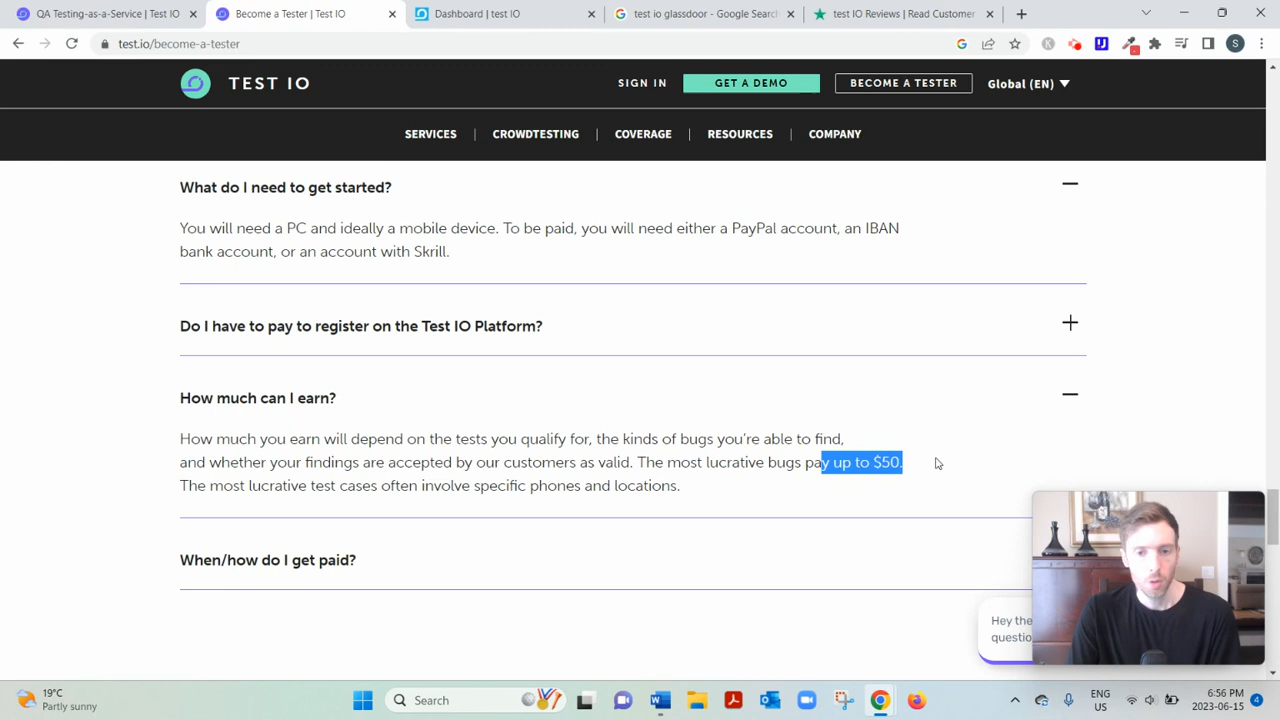 QA Testing-as-a-Service | Test IO
Become a Tester | Test IO
Dashboard | test IO
test io glassdoor - Google Search
test IO Reviews | Read Customer
test.io/become-a-tester
TEST IO
SIGN IN
GET A DEMO
BECOME A TESTER
Global (EN)
SERVICES
CROWDTESTING
COVERAGE
RESOURCES
COMPANY
What do I need to get started?
You will need a PC and ideally a mobile device. To be paid, you will need either a PayPal account, an IBAN
bank account, or an account with Skrill.
Do I have to pay to register on the Test IO Platform?
How much can I earn?
How much you earn will depend on the tests you qualify for, the kinds of bugs you're able to find,
and whether your findings are accepted by our customers as valid. The most lucrative bugs pay up to $50.
The most lucrative test cases often involve specific phones and locations.
When/how do I get paid?
Hey the
questio
19°C
Partly sunny
Search
ENG
US
6:56 PM
2023-06-15
4